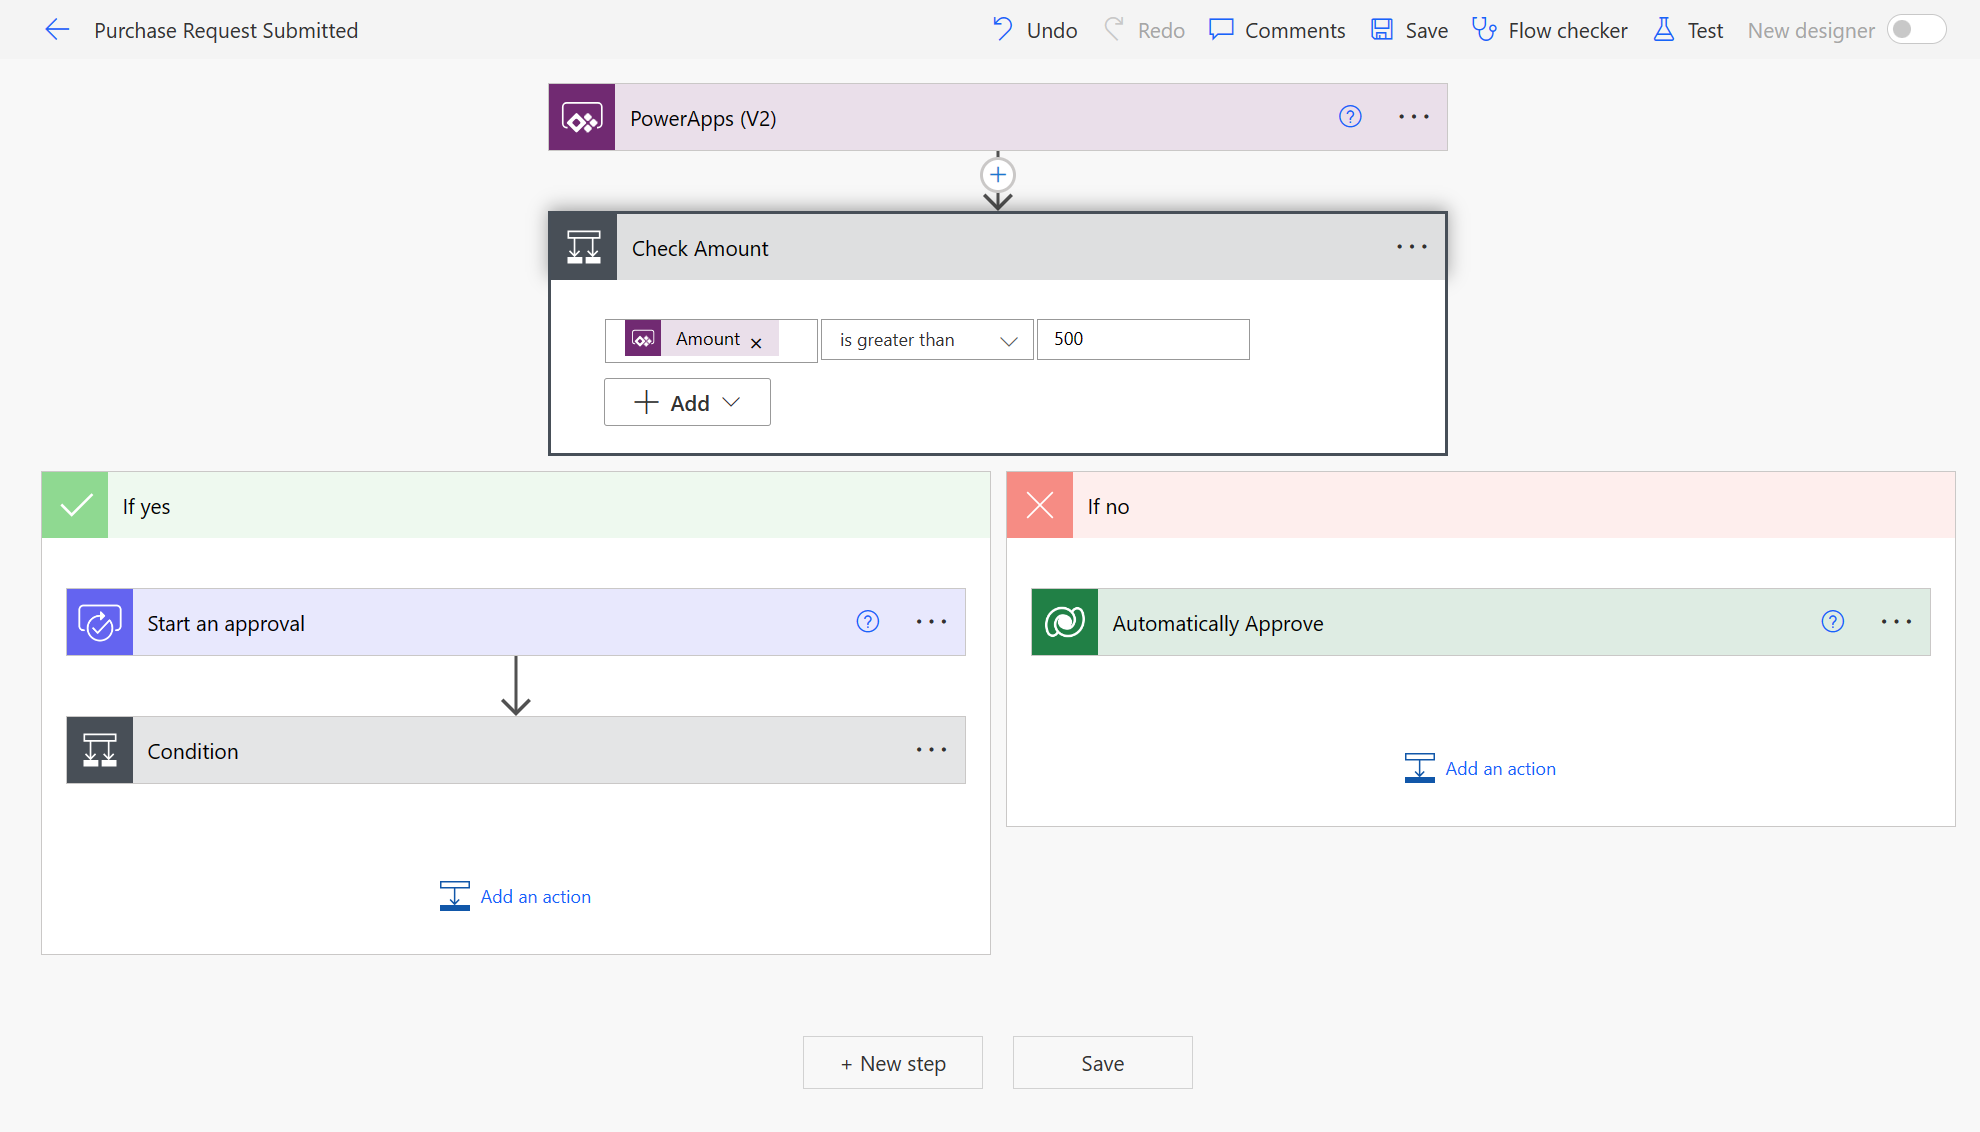 Purchase Request Submitted
Undo
Redo
Comments
Save
Flow checker
Test
New designer
PowerApps (V2)
?
Check Amount
Amount
is greater than
500
Add
If yes
If no
Start an approval
?
Automatically Approve
?
Condition
Add an action
Add an action
+ New step
Save